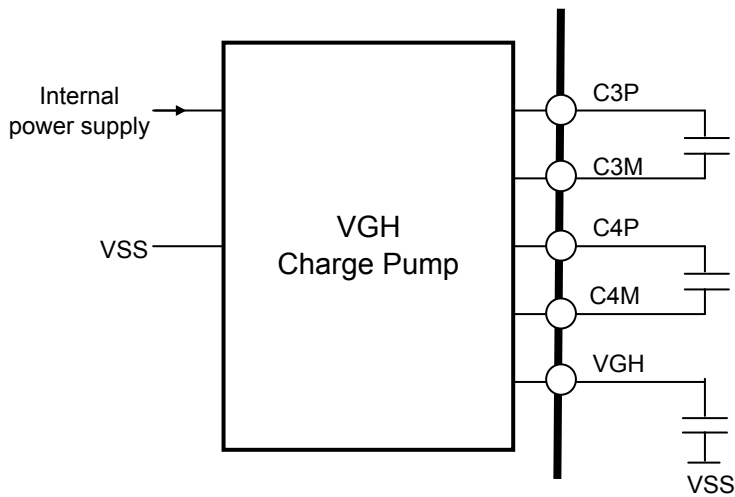 Internal
power supply
VSS
VGH
Charge Pump
C3P
C3M
C4P
C4M
VGH
VSS